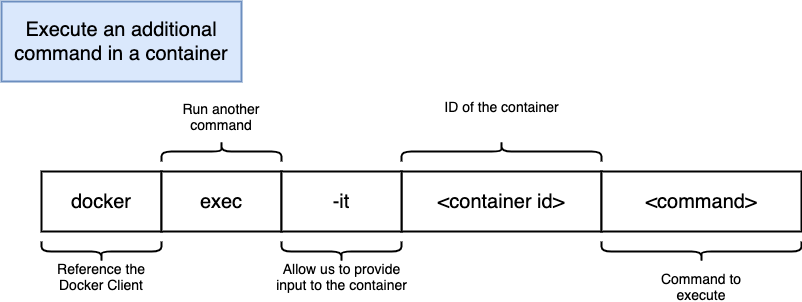 Execute an additional
command in a container
Run another
command
ID of the container
docker
exec
-it
<container id>
<command>
Reference the
Docker Client
Allow us to provide
input to the container
Command to
execute